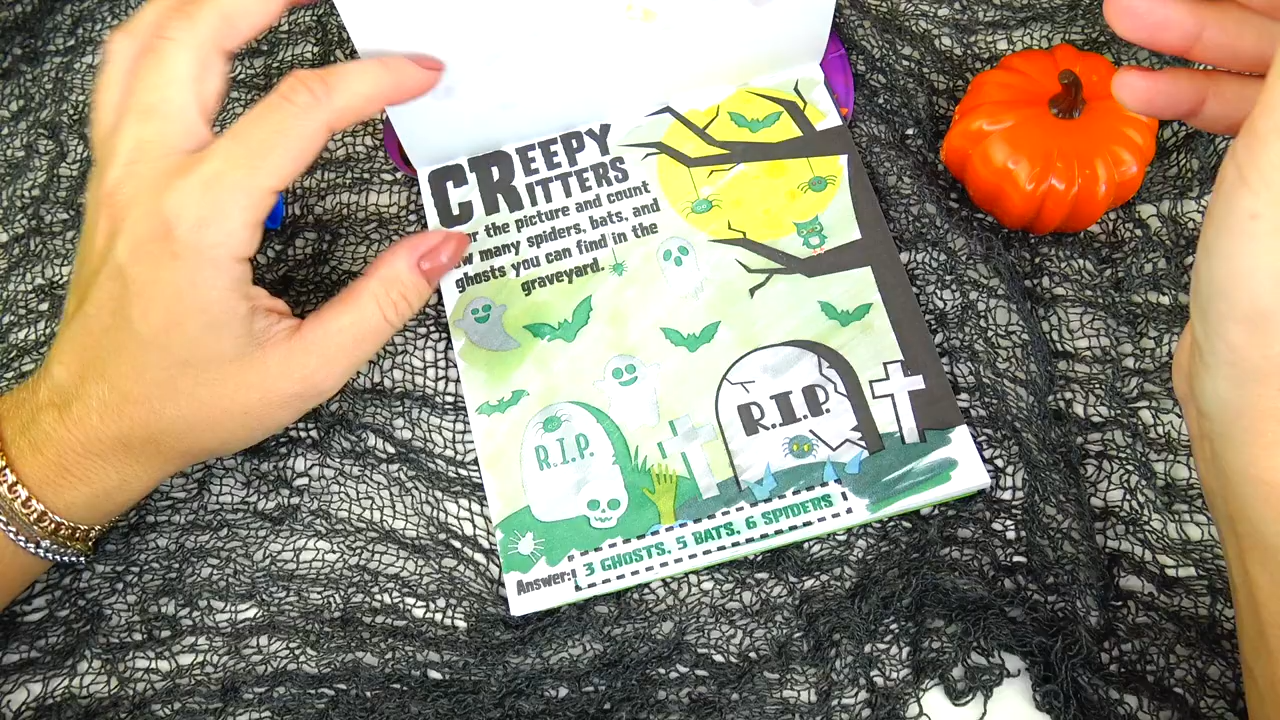 CREEPY
CRITTERS
the picture and count
many spiders, bats, and
ghosts you can find in the
graveyard.
R.I.P.
R.I.P.
Answer: 3 GHOSTS, 5 BATS, 6 SPIDERS